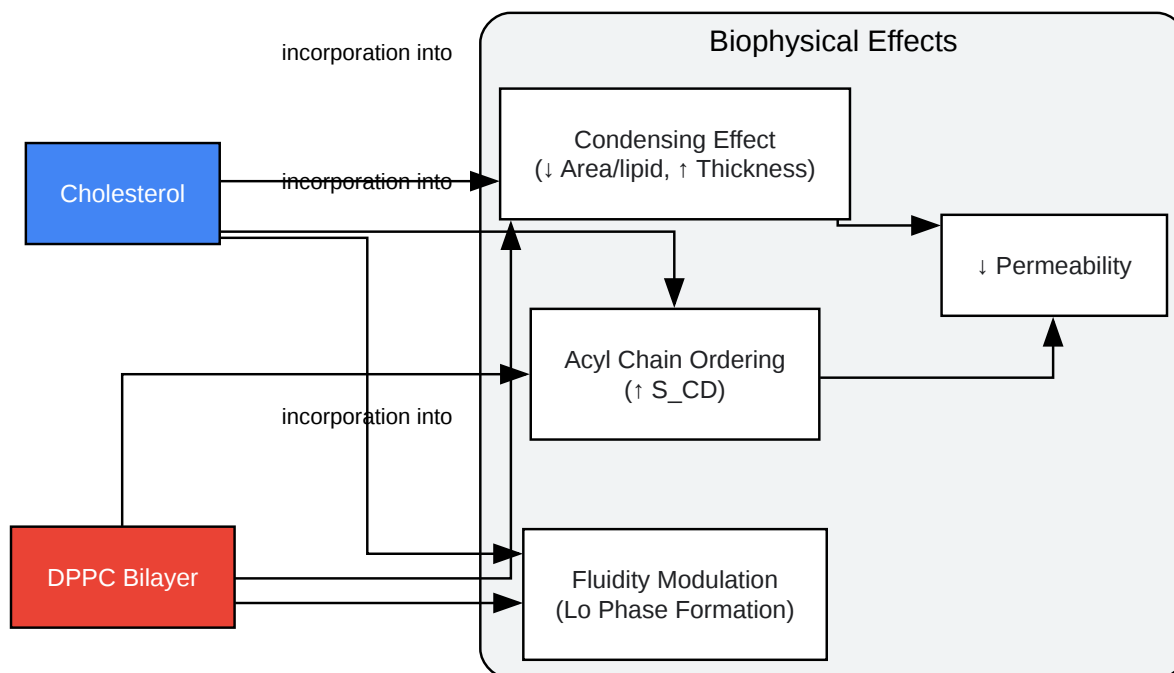 Biophysical Effects
incorporation into
Condensing Effect
(↓ Area/lipid, ↑ Thickness)
Cholesterol
incorporation into
↓ Permeability
Acyl Chain Ordering
(↑ S_CD)
incorporation into
DPPC Bilayer
Fluidity Modulation
(Lo Phase Formation)